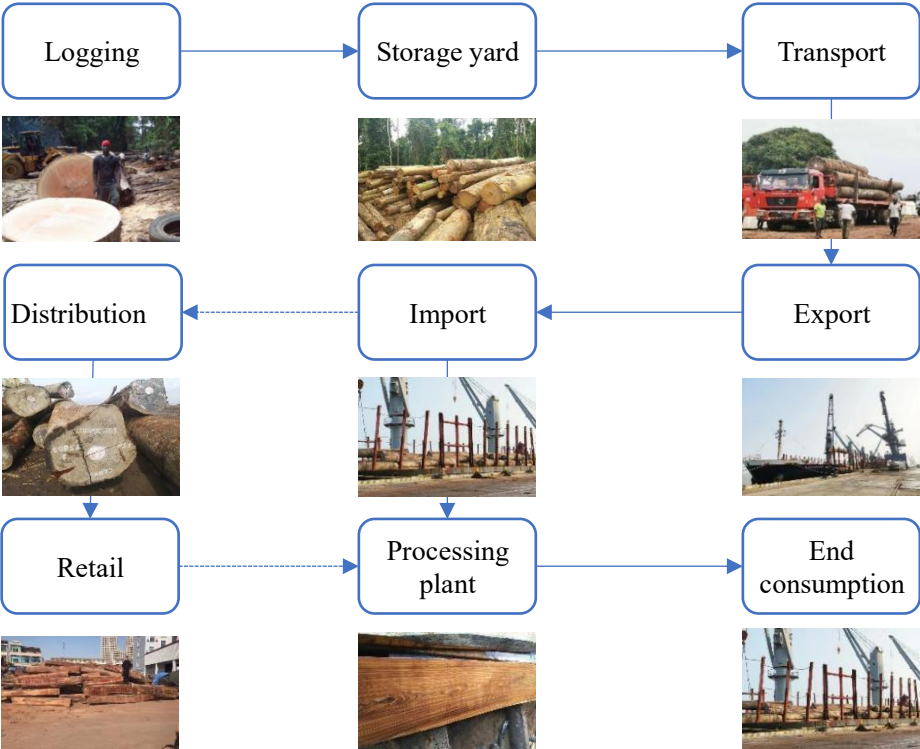 Logging
Storage yard
Transport
Distribution
Import
Export
Retail
Processing
plant
End
consumption